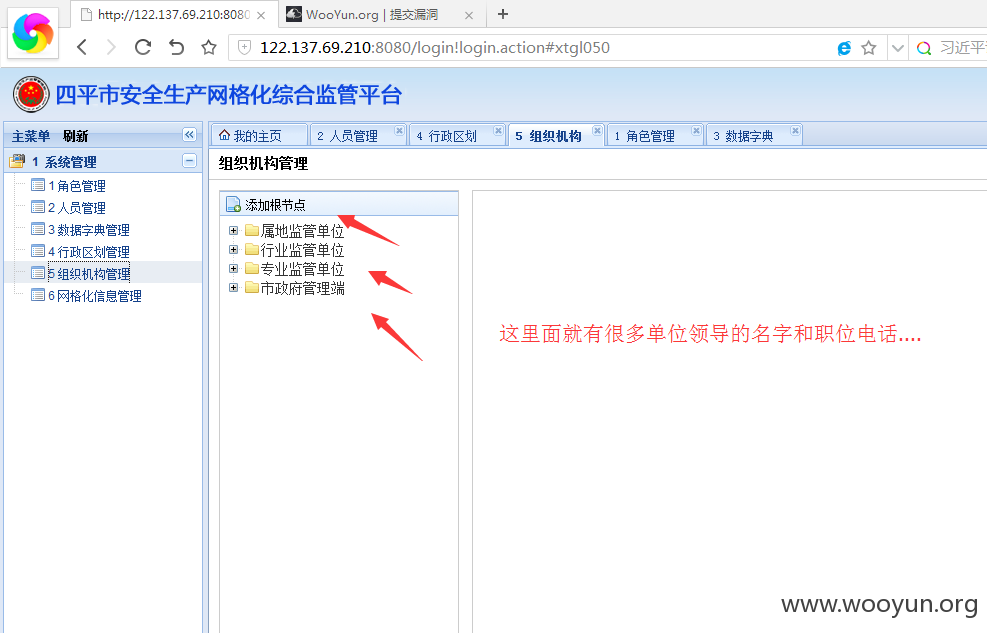 http://122.137.69.210:8080
WooYun.org | 提交漏洞
122.137.69.210:8080/login!login.action#xtgl050
习近平
四平市安全生产网格化综合监管平台
主菜单 刷新
我的主页
2 人员管理
4 行政区划
5 组织机构
1 角色管理
3 数据字典
1 系统管理
组织机构管理
1角色管理
2人员管理
3数据字典管理
4行政区划管理
5组织机构管理
6网格化信息管理
添加根节点
属地监管单位
行业监管单位
专业监管单位
市政府管理端
这里面就有很多单位领导的名字和职位电话....
www.wooyun.org